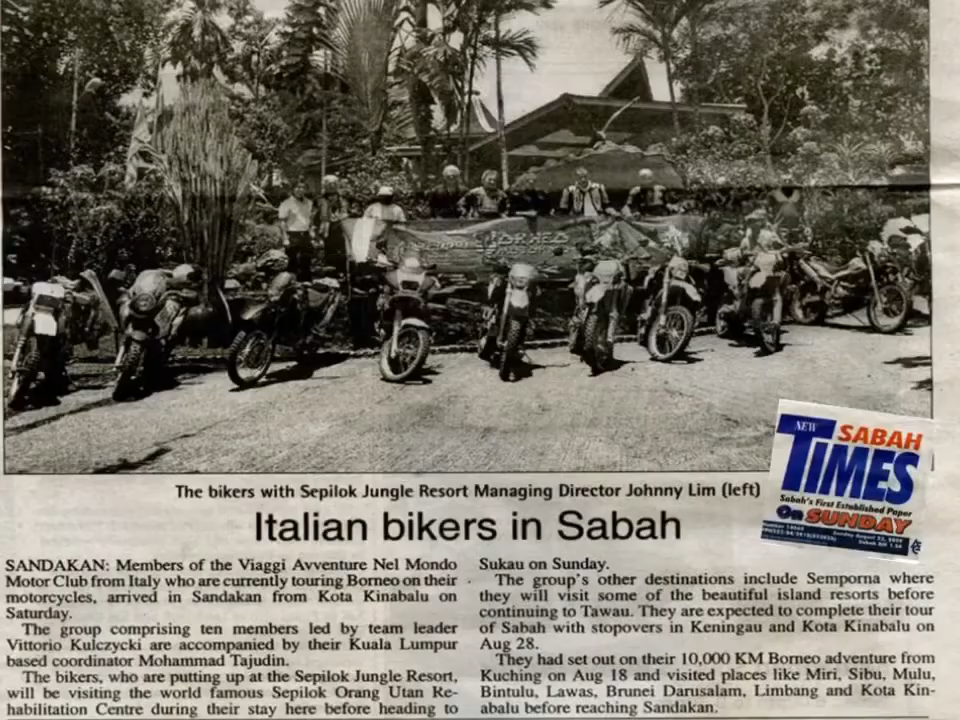 BORNEO
The bikers with Sepilok Jungle Resort Managing Director Johnny Lim (left)
NEW
SABAH
TIMES
Sabah's First Established Paper
On SUNDAY
Italian bikers in Sabah
SANDAKAN: Members of the Viaggi Avventure Nel Mondo
Motor Club from Italy who are currently touring Borneo on their
motorcycles, arrived in Sandakan from Kota Kinabalu on
Saturday.
The group comprising ten members led by team leader
Vittorio Kulczycki are accompanied by their Kuala Lumpur
based coordinator Mohammad Tajudin.
The bikers, who are putting up at the Sepilok Jungle Resort,
will be visiting the world famous Sepilok Orang Utan Re-
habilitation Centre during their stay here before heading to
Sukau on Sunday.
The group's other destinations include Semporna where
they will visit some of the beautiful island resorts before
continuing to Tawau. They are expected to complete their tour
of Sabah with stopovers in Keningau and Kota Kinabalu on
Aug 28.
They had set out on their 10,000 KM Borneo adventure from
Kuching on Aug 18 and visited places like Miri, Sibu, Mulu,
Bintulu, Lawas, Brunei Darusalam, Limbang and Kota Kin-
abalu before reaching Sandakan.